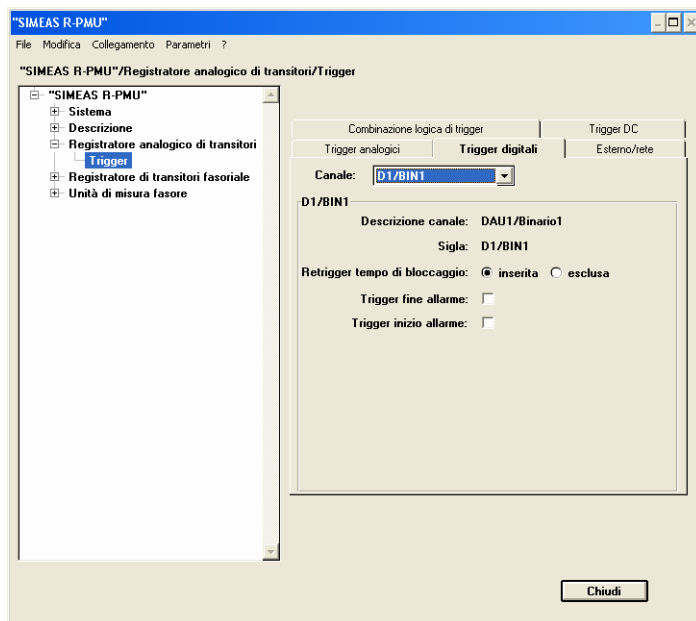 "SIMEAS R-PMU"
File Modifica Collegamento Parametri ?
"SIMEAS R-PMU"/Registratore analogico di transitori/Trigger
"SIMEAS R-PMU"
Sistema
Descrizione
Registratore analogico di transitori
Trigger
Registratore di transitori fasoriale
Unità di misura fasore
Combinazione logica di trigger
Trigger DC
Trigger analogici
Trigger digitali
Esterno/rete
Canale: D1/BIN1
D1/BIN1
Descrizione canale: DAU1/Binario1
Sigla: D1/BIN1
Retrigger tempo di bloccaggio: inserita esclusa
Trigger fine allarme:
Trigger inizio allarme:
Chiudi